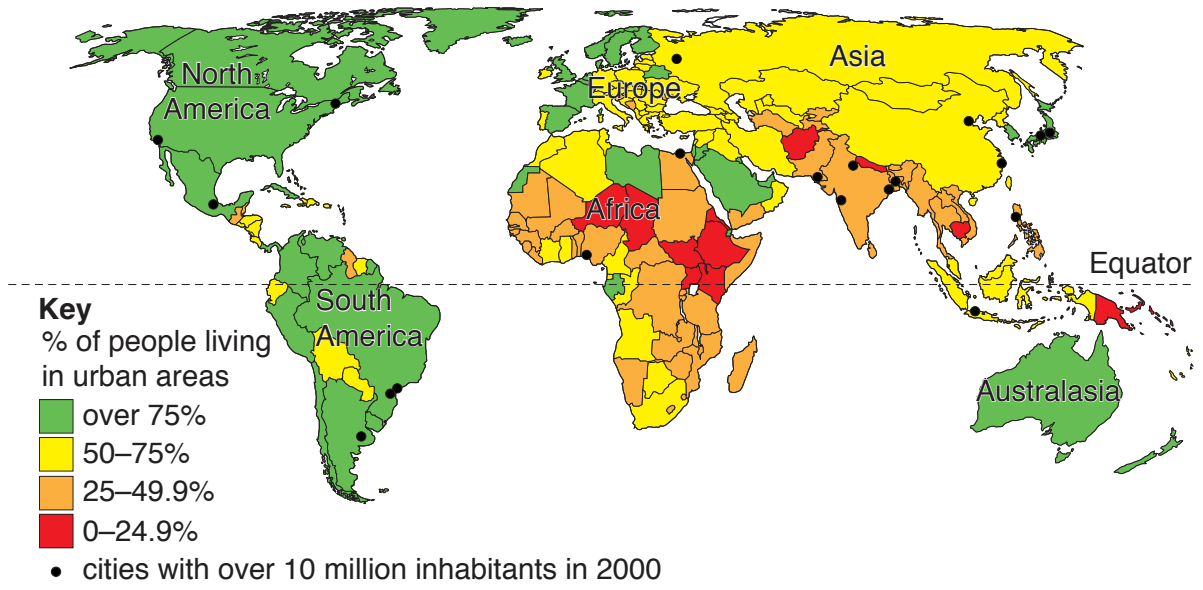 North
America
Europe
Asia
Africa
Equator
South
America
Australasia
Key
% of people living
in urban areas
over 75%
50–75%
25–49.9%
0–24.9%
cities with over 10 million inhabitants in 2000